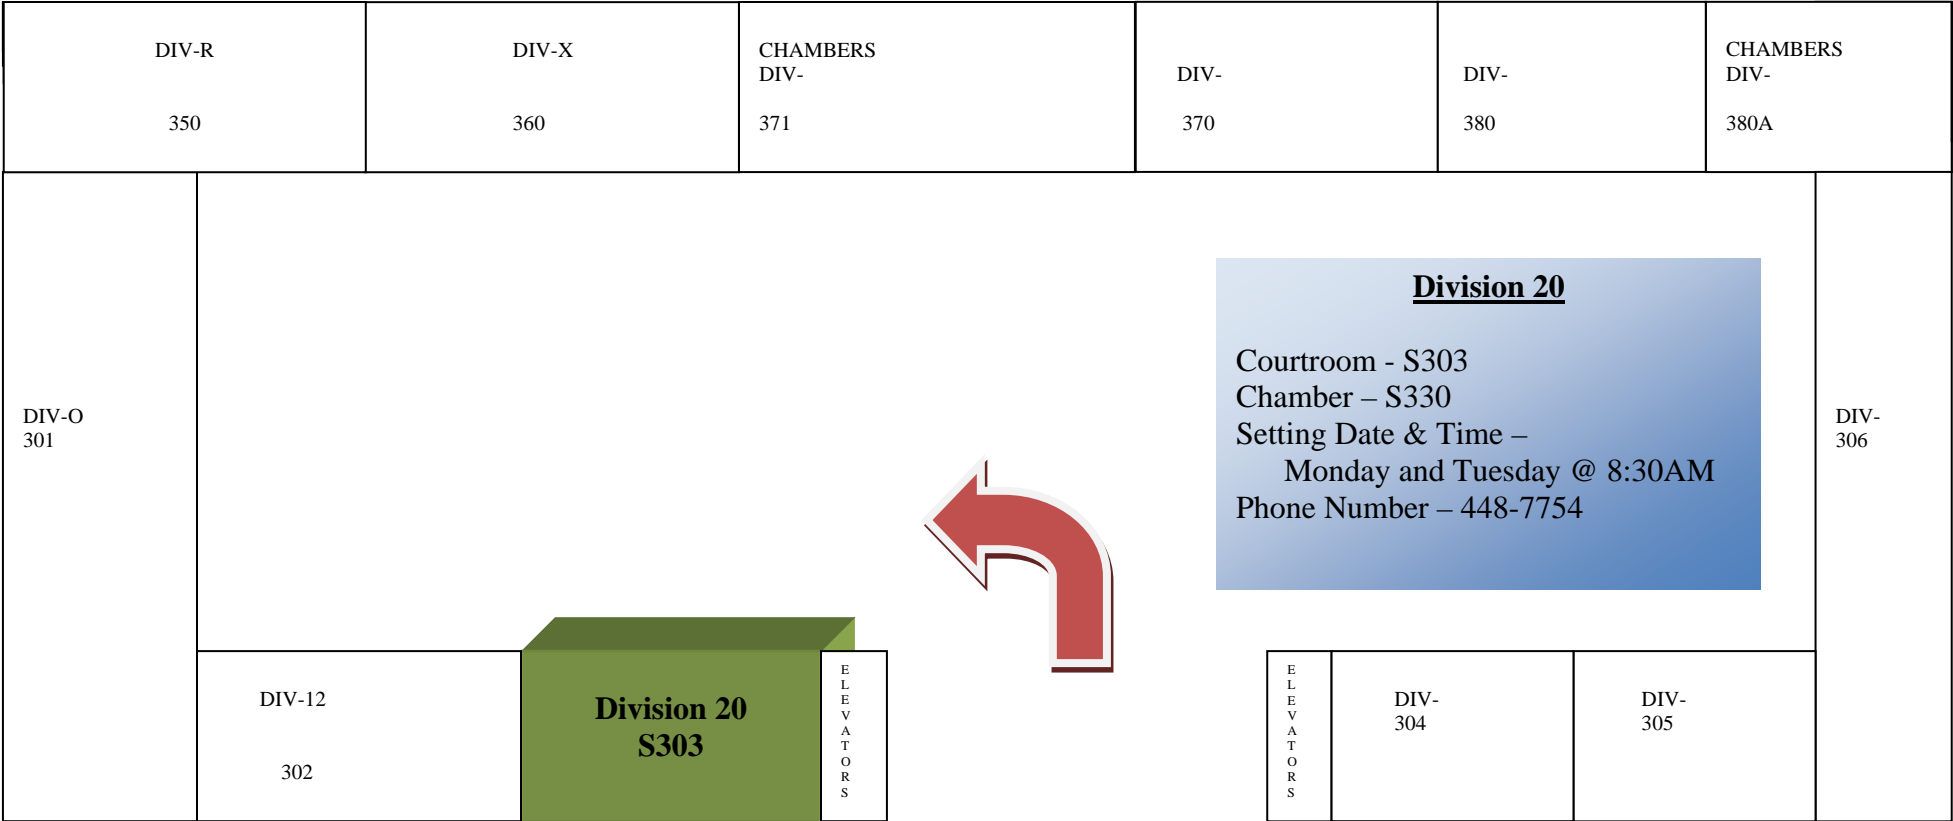 DIV-R
350
DIV-X
360
CHAMBERS
DIV-
371
DIV-
370
DIV-
380
CHAMBERS
DIV-
380A
DIV-O
301
Division 20
Courtroom - S303
Chamber – S330
Setting Date & Time –
Monday and Tuesday @ 8:30AM
Phone Number – 448-7754
DIV-
306
DIV-12
302
Division 20
S303
ELEVATORS
ELEVATORS
DIV-
304
DIV-
305